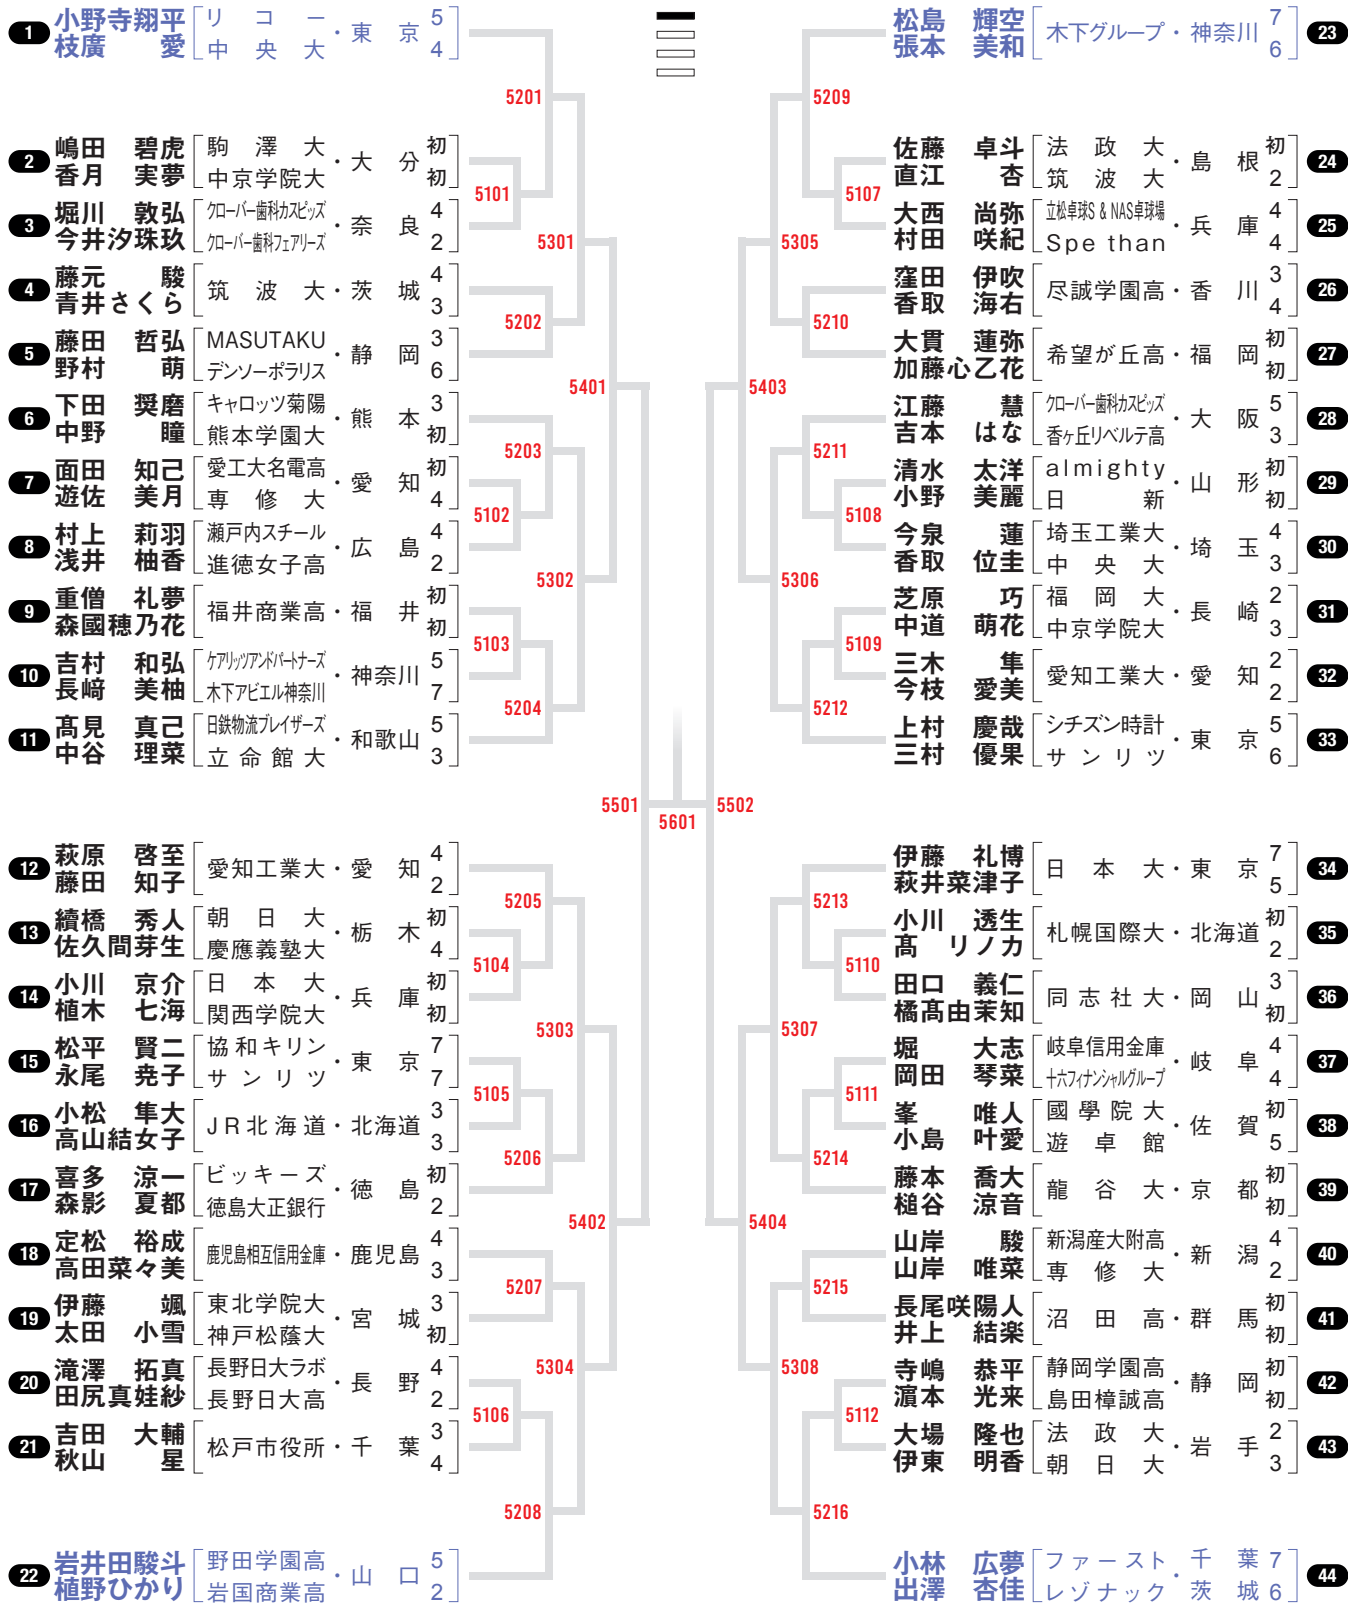 1 小野寺翔平 リコー ・東京 5
枝廣 愛 中央大 4
5201
2 嶋田 碧虎 駒澤大 ・大分 初
香月 実夢 中京学院大 初
5101
3 堀川 敦弘 クローバー歯科カスピッズ ・奈良 4
今井汐珠玖 クローバー歯科フェアリーズ 2
5301
4 藤元 駿 筑波大・茨城 4
青井さくら 3
5202
5 藤田 哲弘 MASUTAKU ・静岡 3
野村 萌 デンソーポラリス 6
5401
6 下田 奨磨 キャロッツ菊陽 ・熊本 3
中野 瞳 熊本学園大 初
5203
7 面田 知己 愛工大名電高 ・愛知 初
遊佐 美月 専修大 4
5102
8 村上 莉羽 瀬戸内スチール ・広島 4
浅井 柚香 進徳女子高 2
5302
9 重僧 礼夢 福井商業高・福井 初
森國穂乃花 初
5103
10 吉村 和弘 ケアリッツアンドパートナーズ ・神奈川 5
長﨑 美柚 木下アビエル神奈川 7
5204
11 髙見 真己 日鉄物流ブレイザーズ ・和歌山 5
中谷 理菜 立命館大 3
5501
12 萩原 啓至 愛知工業大・愛知 4
藤田 知子 2
5205
13 續橋 秀人 朝日大 ・栃木 初
佐久間芽生 慶應義塾大 4
5104
14 小川 京介 日本大 ・兵庫 初
植木 七海 関西学院大 初
5303
15 松平 賢二 協和キリン ・東京 7
永尾 尭子 サンリツ 7
5105
16 小松 隼大 JR北海道・北海道 3
高山結女子 3
5206
17 喜多 涼一 ビッキーズ ・徳島 初
森影 夏都 徳島大正銀行 2
5402
18 定松 裕成 鹿児島相互信用金庫・鹿児島 4
高田菜々美 3
5207
19 伊藤 颯 東北学院大 ・宮城 3
太田 小雪 神戸松蔭大 初
5304
20 滝澤 拓真 長野日大ラボ ・長野 4
田尻真娃紗 長野日大高 2
5106
21 吉田 大輔 松戸市役所・千葉 3
秋山 星 4
5208
22 岩井田駿斗 野田学園高 ・山口 5
植野ひかり 岩国商業高 2
5601
松島 輝空 木下グループ・神奈川 7 23
張本 美和 6
5209
佐藤 卓斗 法政大 ・島根 初 24
直江 杏 筑波大 2
5107
大西 尚弥 立松卓球S & NAS卓球場 ・兵庫 4 25
村田 咲紀 Spe than 4
5305
窪田 伊吹 尽誠学園高・香川 3 26
香取 海右 4
5210
大貫 蓮弥 希望が丘高・福岡 初 27
加藤心乙花 初
5403
江藤 慧 クローバー歯科カスピッズ ・大阪 5 28
吉本 はな 香ヶ丘リベルテ高 3
5211
清水 太洋 almighty ・山形 初 29
小野 美麗 日新 初
5108
今泉 蓮 埼玉工業大 ・埼玉 4 30
香取 位圭 中央大 3
5306
芝原 巧 福岡大 ・長崎 2 31
中道 萌花 中京学院大 3
5109
三木 隼 愛知工業大・愛知 2 32
今枝 愛美 2
5212
上村 慶哉 シチズン時計 ・東京 5 33
三村 優果 サンリツ 6
5502
伊藤 礼博 日本大・東京 7 34
萩井菜津子 5
5213
小川 透生 札幌国際大・北海道 初 35
髙 リノカ 2
5110
田口 義仁 同志社大・岡山 3 36
橘髙由茉知 初
5307
堀 大志 岐阜信用金庫 ・岐阜 4 37
岡田 琴菜 十六フィナンシャルグループ 4
5111
峯 唯人 國學院大 ・佐賀 初 38
小島 叶愛 遊卓館 5
5214
藤本 喬大 龍谷大・京都 初 39
槌谷 涼音 初
5404
山岸 駿 新潟産大附高 ・新潟 4 40
山岸 唯菜 専修大 2
5215
長尾咲陽人 沼田高・群馬 初 41
井上 結楽 初
5308
寺嶋 恭平 静岡学園高 ・静岡 初 42
濵本 光来 島田樟誠高 初
5112
大場 隆也 法政大 ・岩手 2 43
伊東 明香 朝日大 3
5216
小林 広夢 ファースト ・千葉 7 44
出澤 杏佳 レゾナック 茨城 6